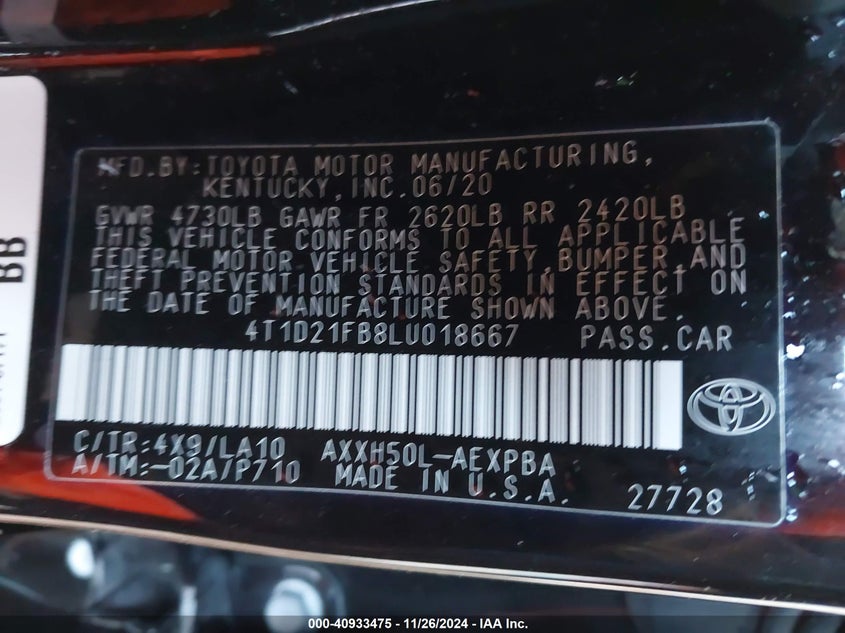 MFD.BY:TOYOTA MOTOR MANUFACTURING,
KENTUCKY,INC.06/20
GVWR 4730LB GAWR FR 2620LB RR 2420LB
THIS VEHICLE CONFORMS TO ALL APPLICABLE
FEDERAL MOTOR VEHICLE SAFETY,BUMPER,AND
THEFT PREVENTION STANDARDS IN EFFECT ON
THE DATE OF MANUFACTURE SHOWN ABOVE.
4T1D21FB8LU018667 PASS.CAR
C/TR:4X9/LA10 AXXH50L-AEXPBA
A/TM:-02A/P710 MADE IN U.S.A. 27728
BB
000-40933475 - 11/26/2024 - IAA Inc.